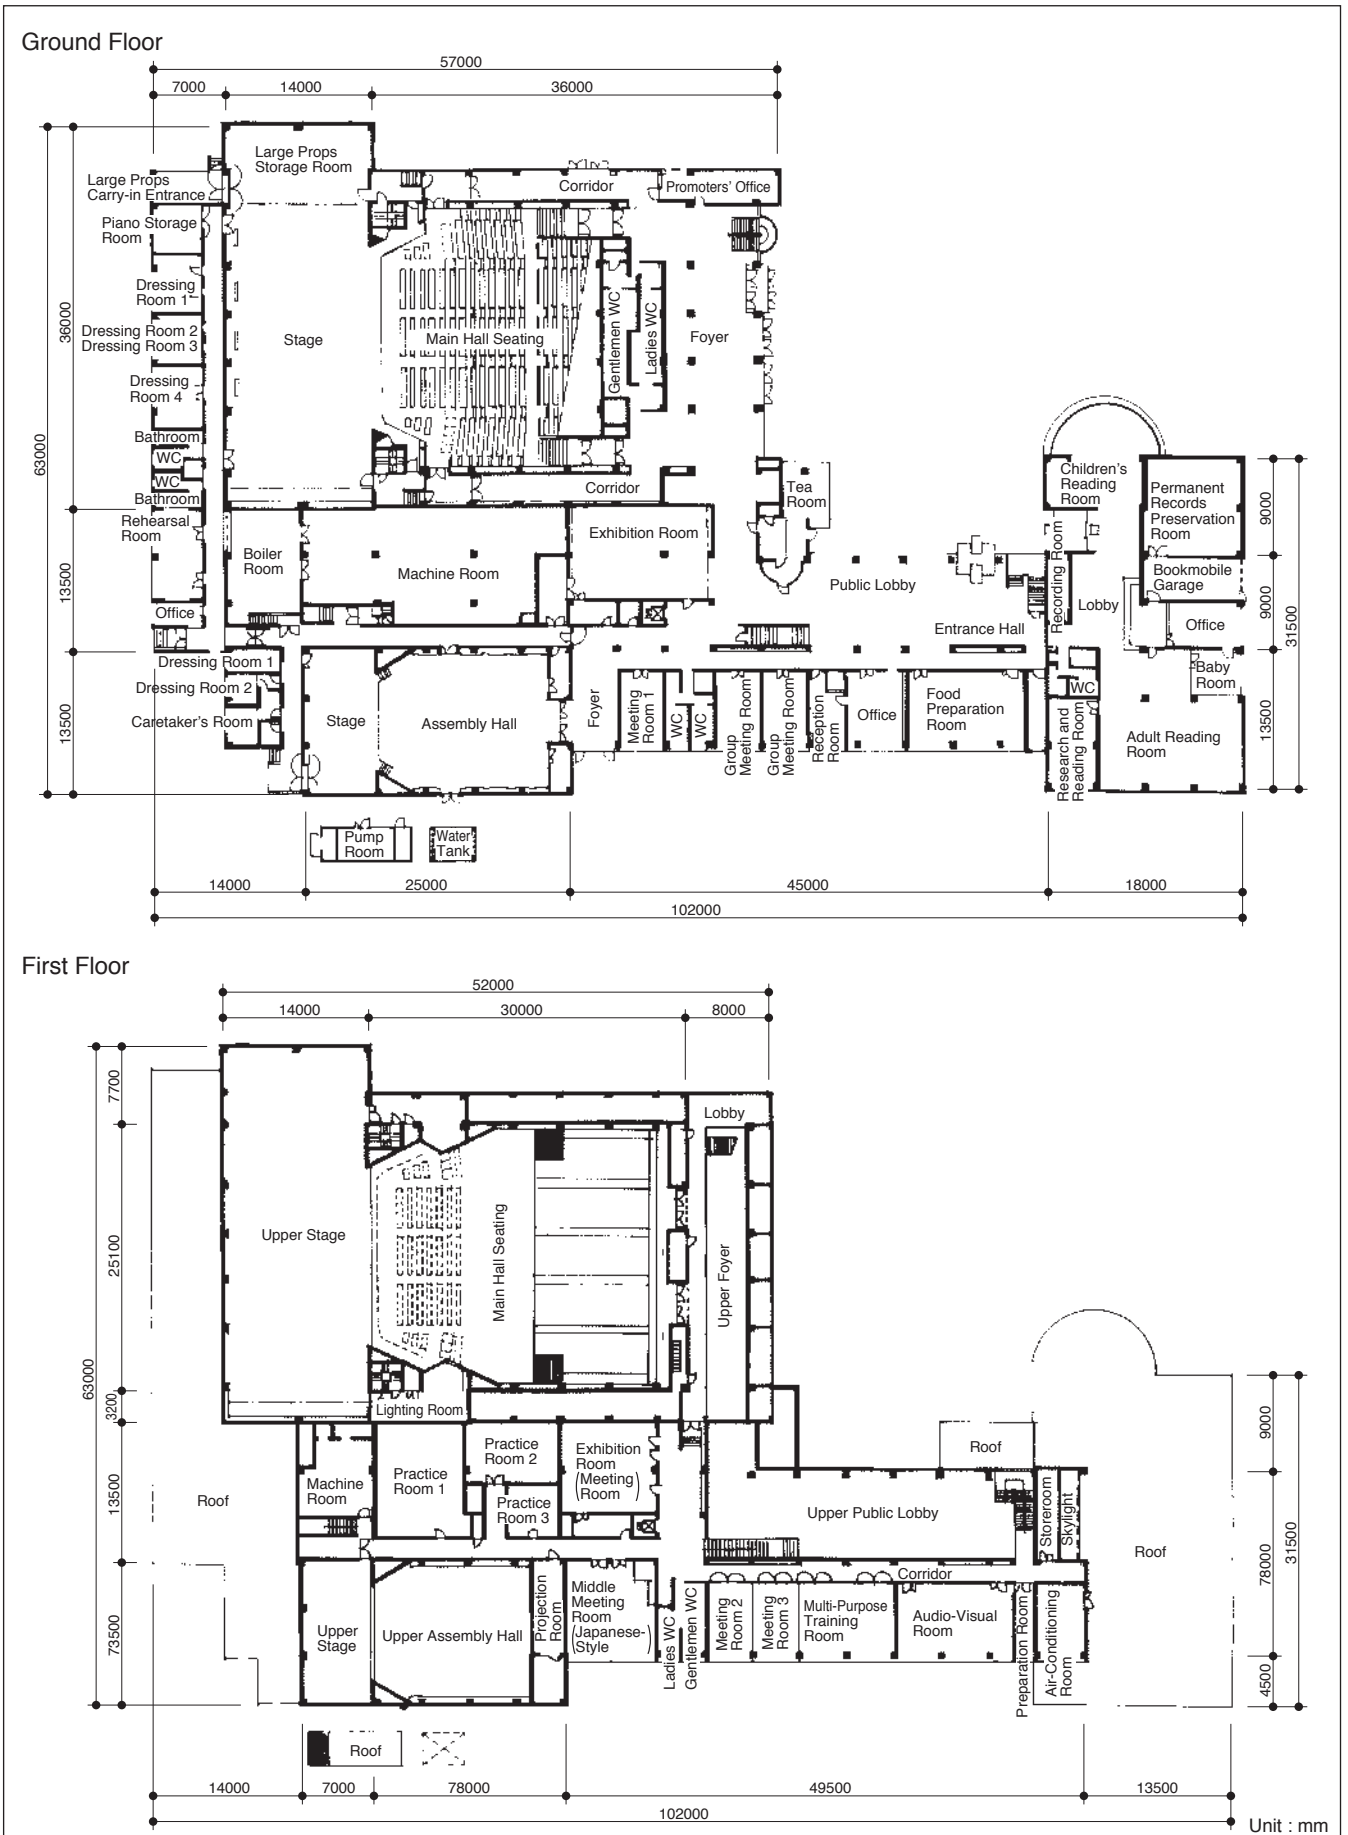 Ground Floor
57000
7000
14000
36000
63000
36000
13500
13500
Large Props
Storage Room
Large Props
Carry-in Entrance
Corridor
Promoters' Office
Piano Storage
Room
Dressing
Room 1
Dressing Room 2
Dressing Room 3
Dressing
Room 4
Stage
Main Hall Seating
Gentlemen WC
Ladies WC
Foyer
Bathroom
WC
WC
Bathroom
Rehearsal
Room
Office
Corridor
Tea
Room
Children's
Reading
Room
Permanent
Records
Preservation
Room
9000
9000
13500
31500
Boiler
Room
Machine Room
Exhibition Room
Public Lobby
Recording Room
Lobby
Bookmobile
Garage
Office
Entrance Hall
Dressing Room 1
Dressing Room 2
Caretaker's Room
Stage
Assembly Hall
Foyer
Meeting
Room 1
WC
WC
Group
Meeting Room
Group
Meeting Room
Reception
Room
Office
Food
Preparation
Room
WC
Research and
Reading Room
Baby
Room
Adult Reading
Room
Pump
Room
Water
Tank
14000
25000
45000
18000
102000
First Floor
52000
14000
30000
8000
63000
7700
25100
3200
13500
73500
Lobby
Upper Stage
Main Hall Seating
Upper Foyer
Lighting Room
Roof
Machine
Room
Practice
Room 1
Practice
Room 2
Practice
Room 3
Exhibition
Room
(Meeting
Room)
Roof
Upper Public Lobby
Storeroom
Skylight
Roof
9000
78000
4500
31500
Corridor
Upper
Stage
Upper Assembly Hall
Projection
Room
Middle
Meeting
Room
(Japanese-
Style)
Ladies WC
Gentlemen WC
Meeting
Room 2
Meeting
Room 3
Multi-Purpose
Training
Room
Audio-Visual
Room
Preparation Room
Air-Conditioning
Room
Roof
14000
7000
78000
49500
13500
102000
Unit : mm